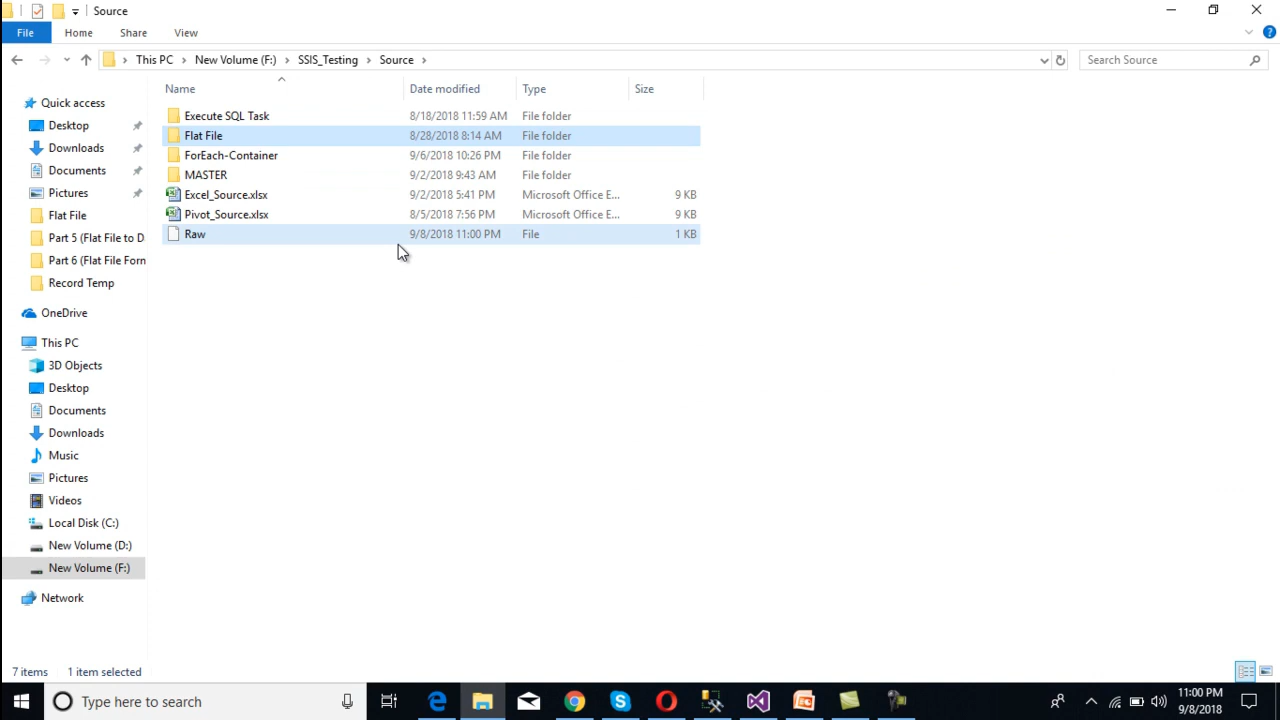 Source
File Home Share View
This PC New Volume (F:) SSIS_Testing Source Search Source
Name Date modified Type Size
Quick access
Desktop
Downloads
Documents
Pictures
Flat File
Part 5 (Flat File to D
Part 6 (Flat File Forn
Record Temp
OneDrive
This PC
3D Objects
Desktop
Documents
Downloads
Music
Pictures
Videos
Local Disk (C:)
New Volume (D:)
New Volume (F:)
Network
Execute SQL Task 8/18/2018 11:59 AM File folder
Flat File 8/28/2018 8:14 AM File folder
ForEach-Container 9/6/2018 10:26 PM File folder
MASTER 9/2/2018 9:43 AM File folder
Excel_Source.xlsx 9/2/2018 5:41 PM Microsoft Office E... 9 KB
Pivot_Source.xlsx 8/5/2018 7:56 PM Microsoft Office E... 9 KB
Raw 9/8/2018 11:00 PM File 1 KB
7 items 1 item selected
Type here to search
11:00 PM
9/8/2018